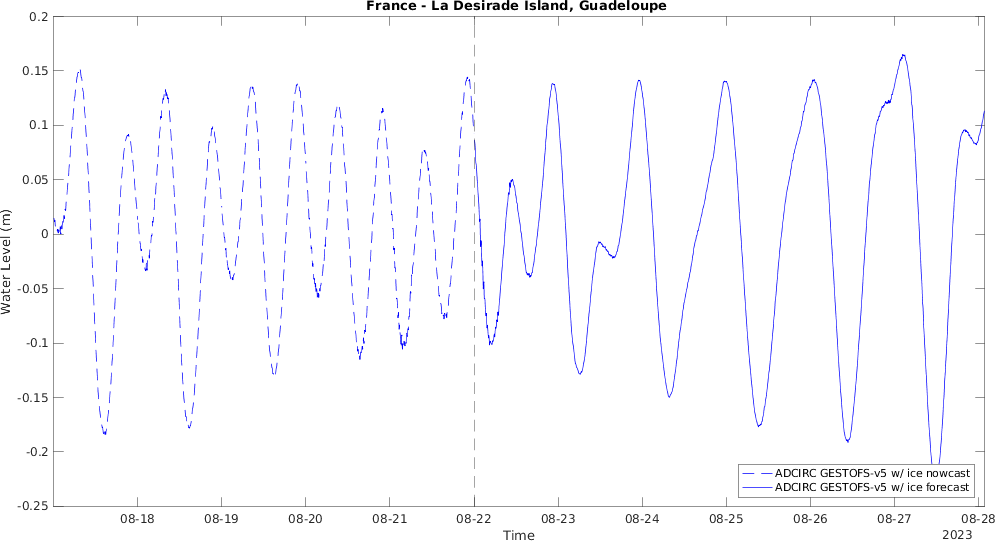 France - La Desirade Island, Guadeloupe
0.2
0.15
0.1
0.05
0
-0.05
-0.1
-0.15
-0.2
-0.25
Water Level (m)
ADCIRC GESTOFS-v5 w/ ice nowcast
ADCIRC GESTOFS-v5 w/ ice forecast
08-18 08-19 08-20 08-21 08-22 08-23 08-24 08-25 08-26 08-27 08-28
Time
2023